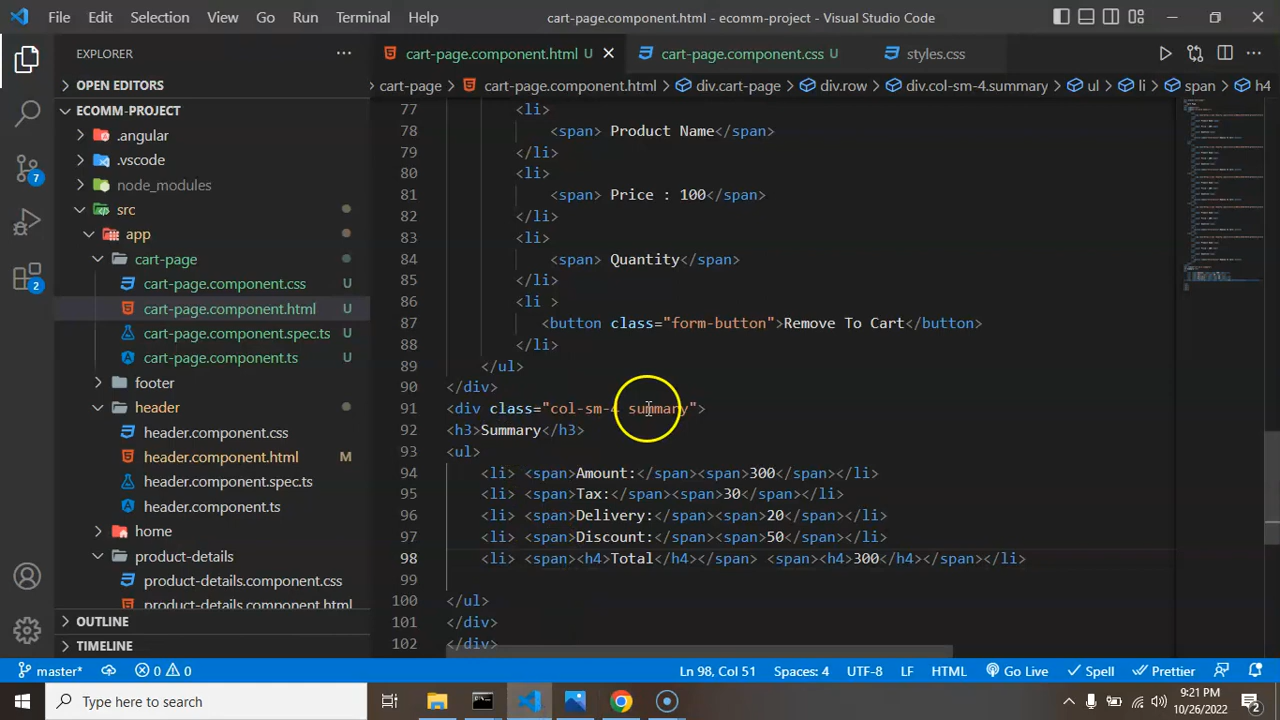 File Edit Selection View Go Run Terminal Help cart-page.component.html - ecomm-project - Visual Studio Code
EXPLORER
cart-page.component.html U
cart-page.component.css U
styles.css
cart-page > cart-page.component.html > div.cart-page > div.row > div.col-sm-4.summary > ul > li > span > h4
OPEN EDITORS
ECOMM-PROJECT
.angular
.vscode
node_modules
src
app
cart-page
cart-page.component.css U
cart-page.component.html U
cart-page.component.spec.ts U
cart-page.component.ts U
footer
header
header.component.css
header.component.html M
header.component.spec.ts
header.component.ts
home
product-details
product-details.component.css
product-details.component.html
OUTLINE
TIMELINE
7
2
77 <li>
78 <span> Product Name</span>
79 </li>
80 <li>
81 <span> Price : 100</span>
82 </li>
83 <li>
84 <span> Quantity</span>
85 </li>
86 <li >
87 <button class="form-button">Remove To Cart</button>
88 </li>
89 </ul>
90 </div>
91 <div class="col-sm-4 summary">
92 <h3>Summary</h3>
93 <ul>
94 <li> <span>Amount:</span><span>300</span></li>
95 <li> <span>Tax:</span><span>30</span></li>
96 <li> <span>Delivery:</span><span>20</span></li>
97 <li> <span>Discount:</span><span>50</span></li>
98 <li> <span><h4>Total</h4></span> <span><h4>300</h4></span></li>
99
100 </ul>
101 </div>
102 </div>
master* 0 0 Ln 98, Col 51 Spaces: 4 UTF-8 LF HTML Go Live Spell Prettier
Type here to search
9:21 PM
10/26/2022
2